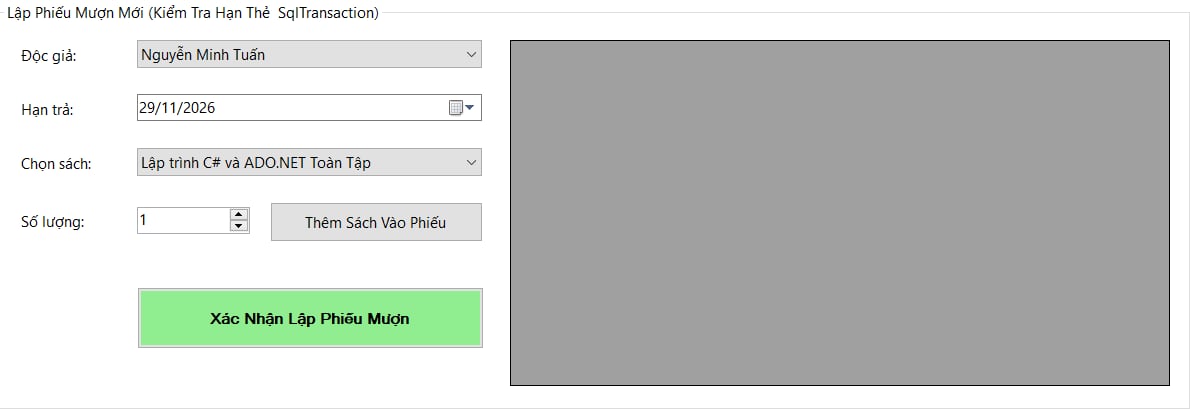 Lập Phiếu Mượn Mới (Kiểm Tra Hạn Thẻ  SqlTransaction)
Độc giả:
Nguyễn Minh Tuấn
Hạn trả:
29/11/2026
Chọn sách:
Lập trình C# và ADO.NET Toàn Tập
Số lượng:
1
Thêm Sách Vào Phiếu
Xác Nhận Lập Phiếu Mượn